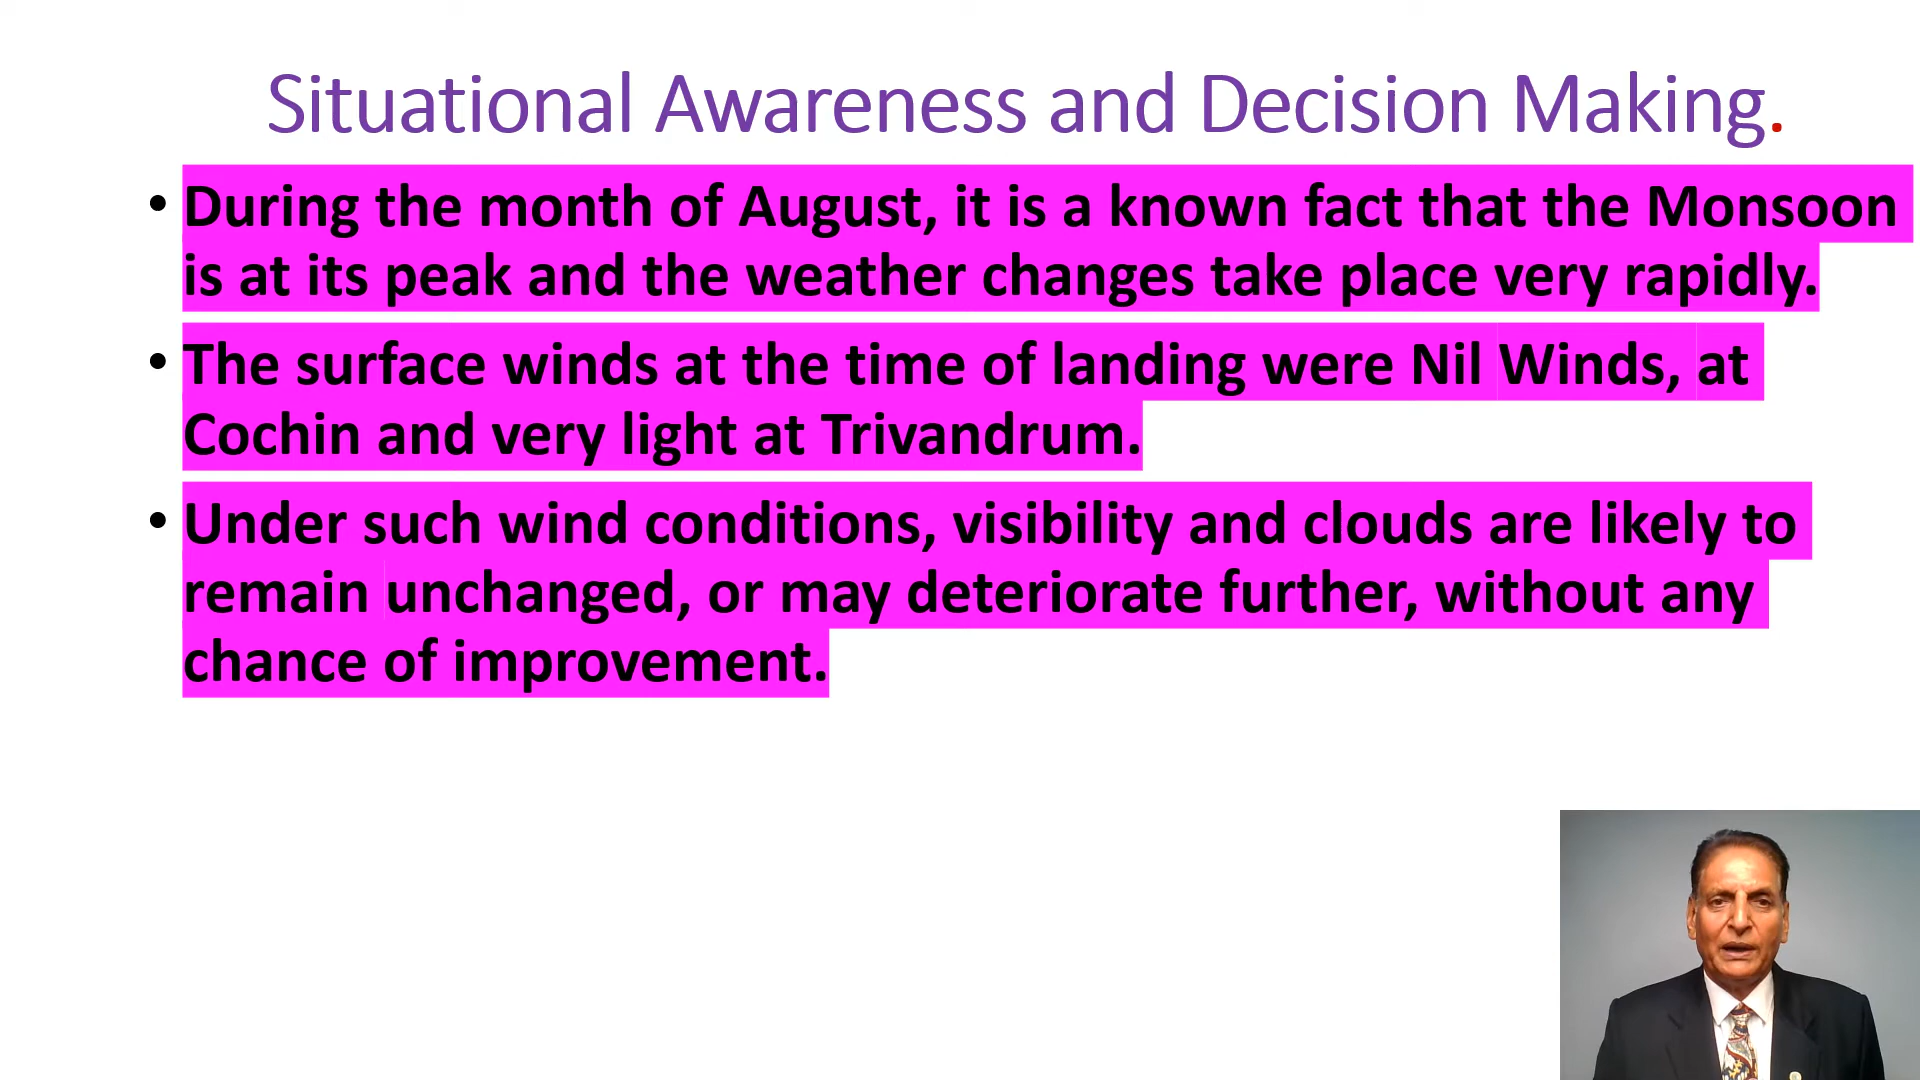 Situational Awareness and Decision Making.
• During the month of August, it is a known fact that the Monsoon
is at its peak and the weather changes take place very rapidly.
• The surface winds at the time of landing were Nil Winds, at
Cochin and very light at Trivandrum.
• Under such wind conditions, visibility and clouds are likely to
remain unchanged, or may deteriorate further, without any
chance of improvement.